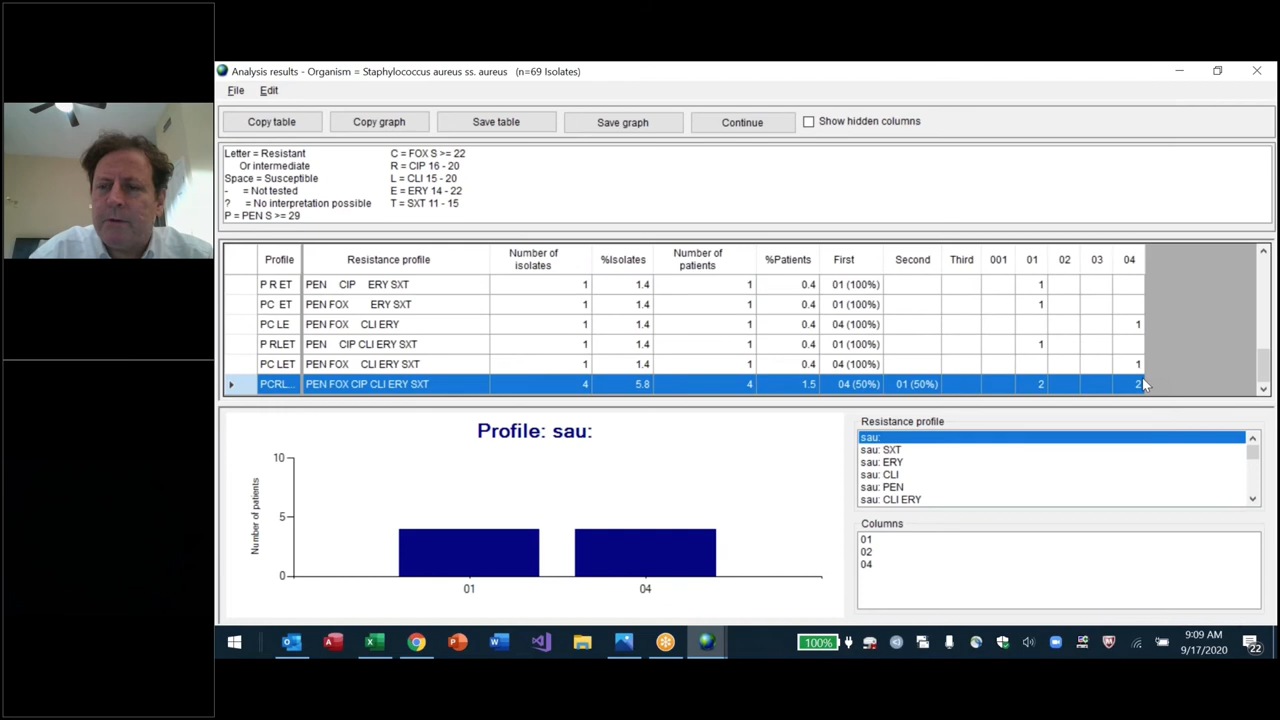 Analysis results - Organism = Staphylococcus aureus ss. aureus (n=69 Isolates)
File Edit
Copy table Copy graph Save table Save graph Continue Show hidden columns
Letter = Resistant C = FOX S >= 22
Or intermediate R = CIP 16 - 20
Space = Susceptible L = CLI 15 - 20
- = Not tested E = ERY 14 - 22
? = No interpretation possible T = SXT 11 - 15
P = PEN S >= 29
Profile Resistance profile Number of isolates %Isolates Number of patients %Patients First Second Third 001 01 02 03 04
P R ET PEN CIP ERY SXT 1 1.4 1 0.4 01 (100%) 1
PC ET PEN FOX ERY SXT 1 1.4 1 0.4 01 (100%) 1
PC LE PEN FOX CLI ERY 1 1.4 1 0.4 04 (100%) 1
P RLET PEN CIP CLI ERY SXT 1 1.4 1 0.4 01 (100%) 1
PC LET PEN FOX CLI ERY SXT 1 1.4 1 0.4 04 (100%) 1
PCRL... PEN FOX CIP CLI ERY SXT 4 5.8 4 1.5 04 (50%) 01 (50%) 2 2
Profile: sau:
Number of patients
10
5
0
01 04
Resistance profile
sau:
sau: SXT
sau: ERY
sau: CLI
sau: PEN
sau: CLI ERY
Columns
01
02
04
100%
9:09 AM
9/17/2020
22